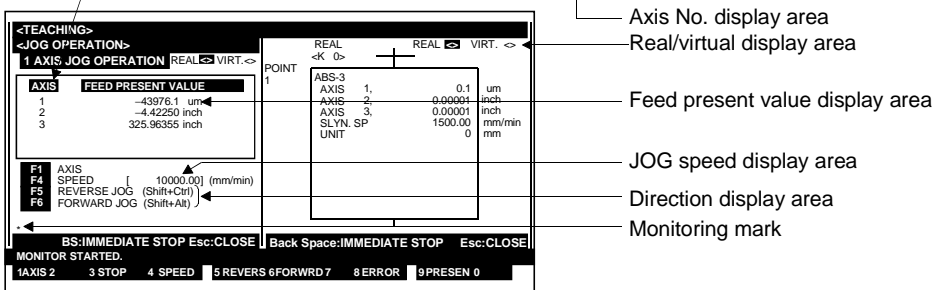 Axis No. display area
<TEACHING>
<JOG OPERATION>
1 AXIS JOG OPERATION REAL <> VIRT. <>
AXIS FEED PRESENT VALUE
1 –43976.1 um
2 –4.42250 inch
3 325.96355 inch
F1 AXIS
F4 SPEED [ 10000.00] (mm/min)
F5 REVERSE JOG (Shift+Ctrl)
F6 FORWARD JOG (Shift+Alt)
*
BS:IMMEDIATE STOP Esc:CLOSE
REAL REAL <> VIRT. <>
<K 0>
POINT
1
ABS-3
AXIS 1, 0.1 um
AXIS 2, 0.00001 inch
AXIS 3, 0.00001 inch
SLYN. SP 1500.00 mm/min
UNIT 0 mm
Back Space:IMMEDIATE STOP Esc:CLOSE
MONITOR STARTED.
1AXIS 2 3 STOP 4 SPEED 5 REVERS 6FORWRD 7 8 ERROR 9 PRESEN 0
Real/virtual display area
Feed present value display area
JOG speed display area
Direction display area
Monitoring mark